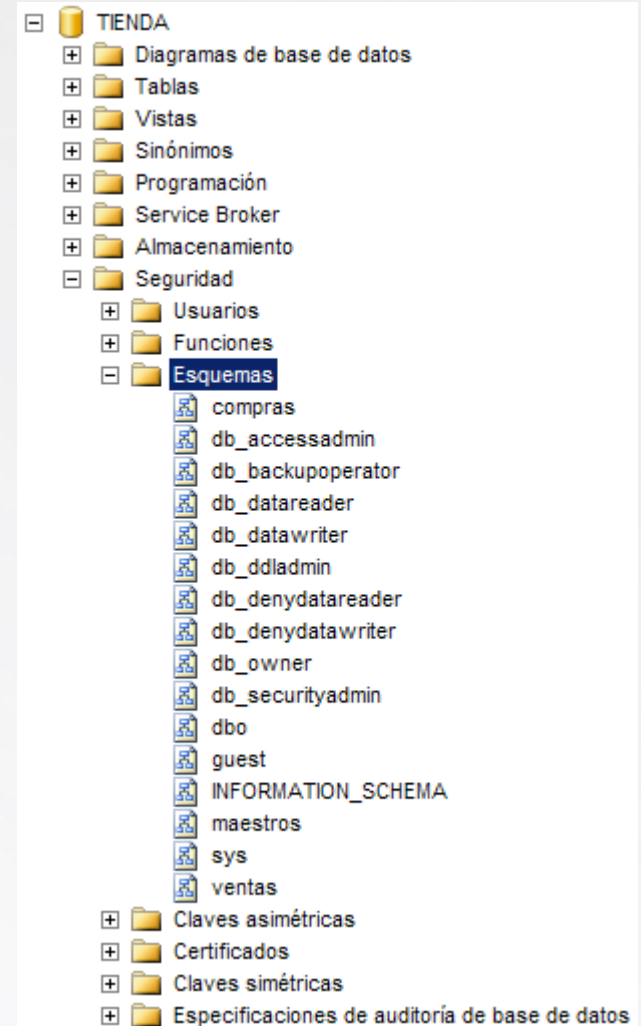 TIENDA
Diagramas de base de datos
Tablas
Vistas
Sinónimos
Programación
Service Broker
Almacenamiento
Seguridad
Usuarios
Funciones
Esquemas
compras
db_accessadmin
db_backupoperator
db_datareader
db_datawriter
db_ddladmin
db_denydatareader
db_denydatawriter
db_owner
db_securityadmin
dbo
guest
INFORMATION_SCHEMA
maestros
sys
ventas
Claves asimétricas
Certificados
Claves simétricas
Especificaciones de auditoría de base de datos